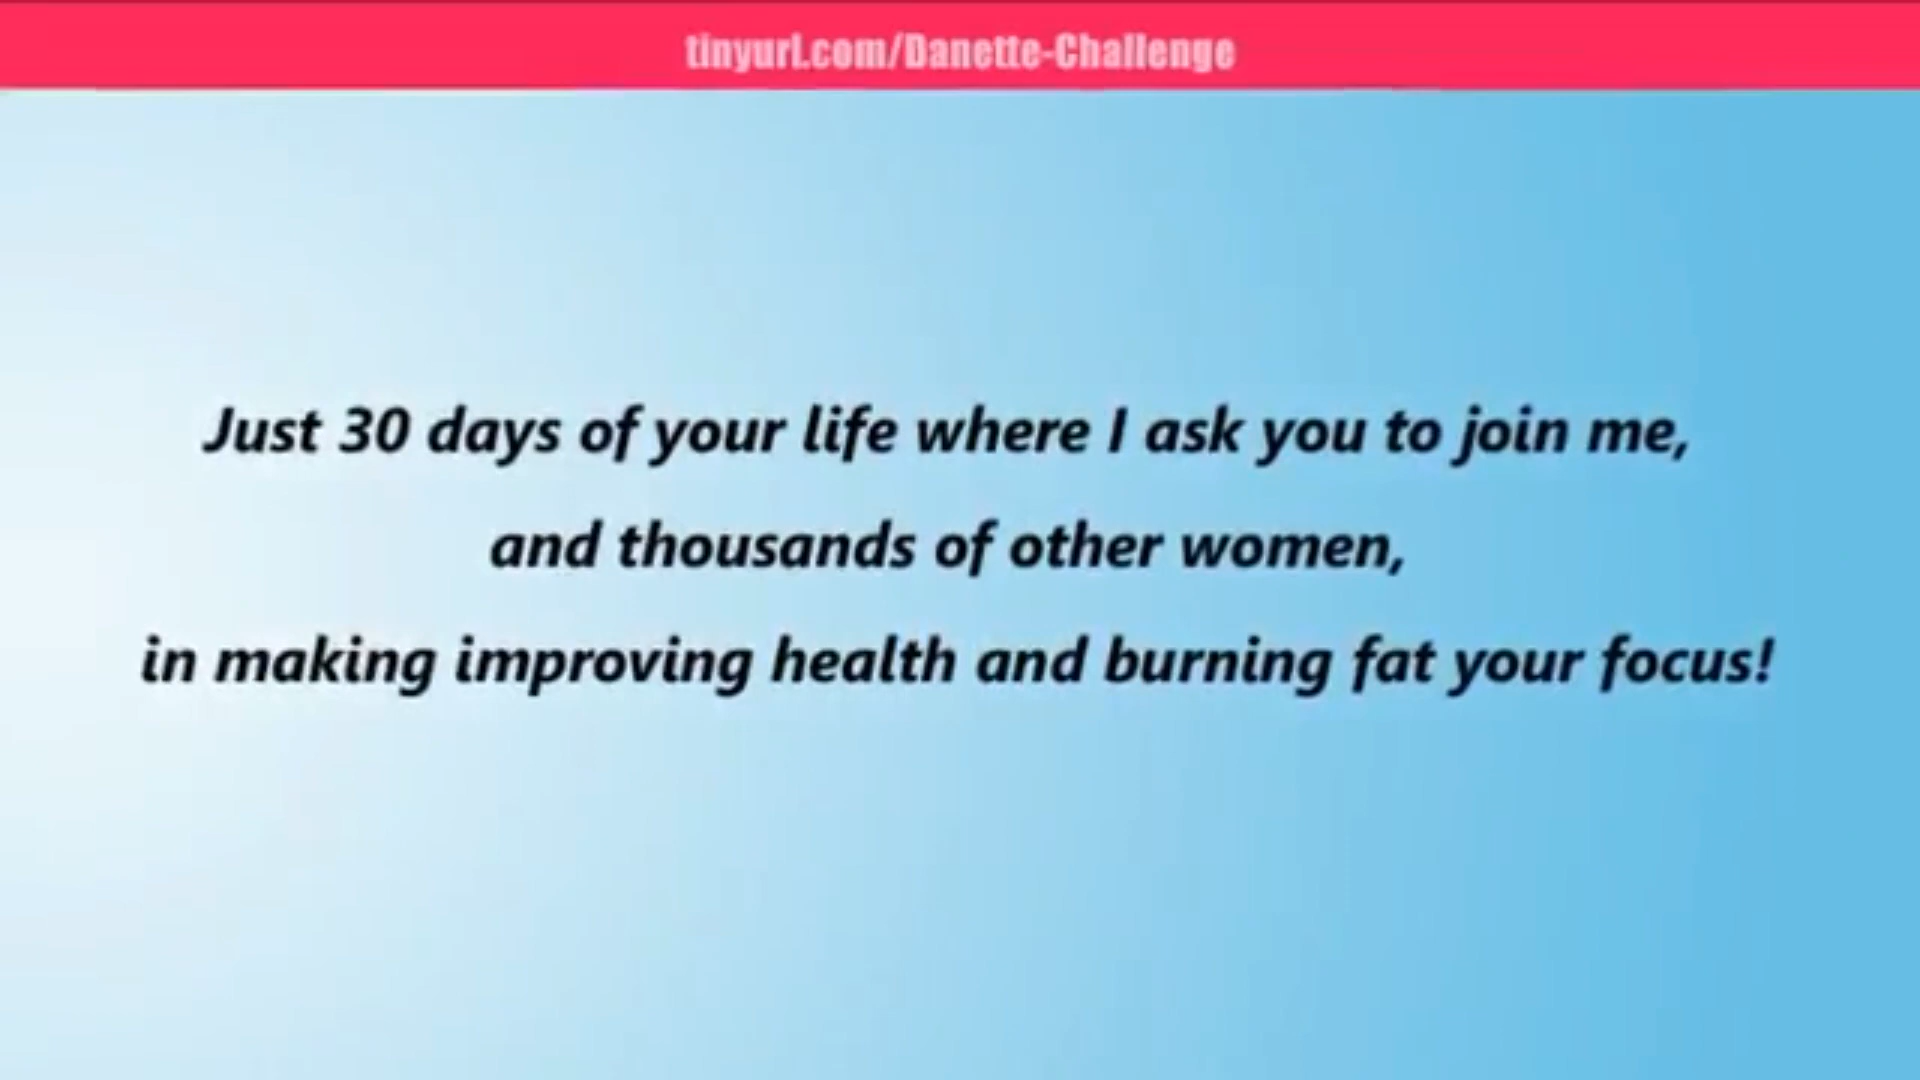 tinyurl.com/Danette-Challenge
Just 30 days of your life where I ask you to join me,
and thousands of other women,
in making improving health and burning fat your focus!